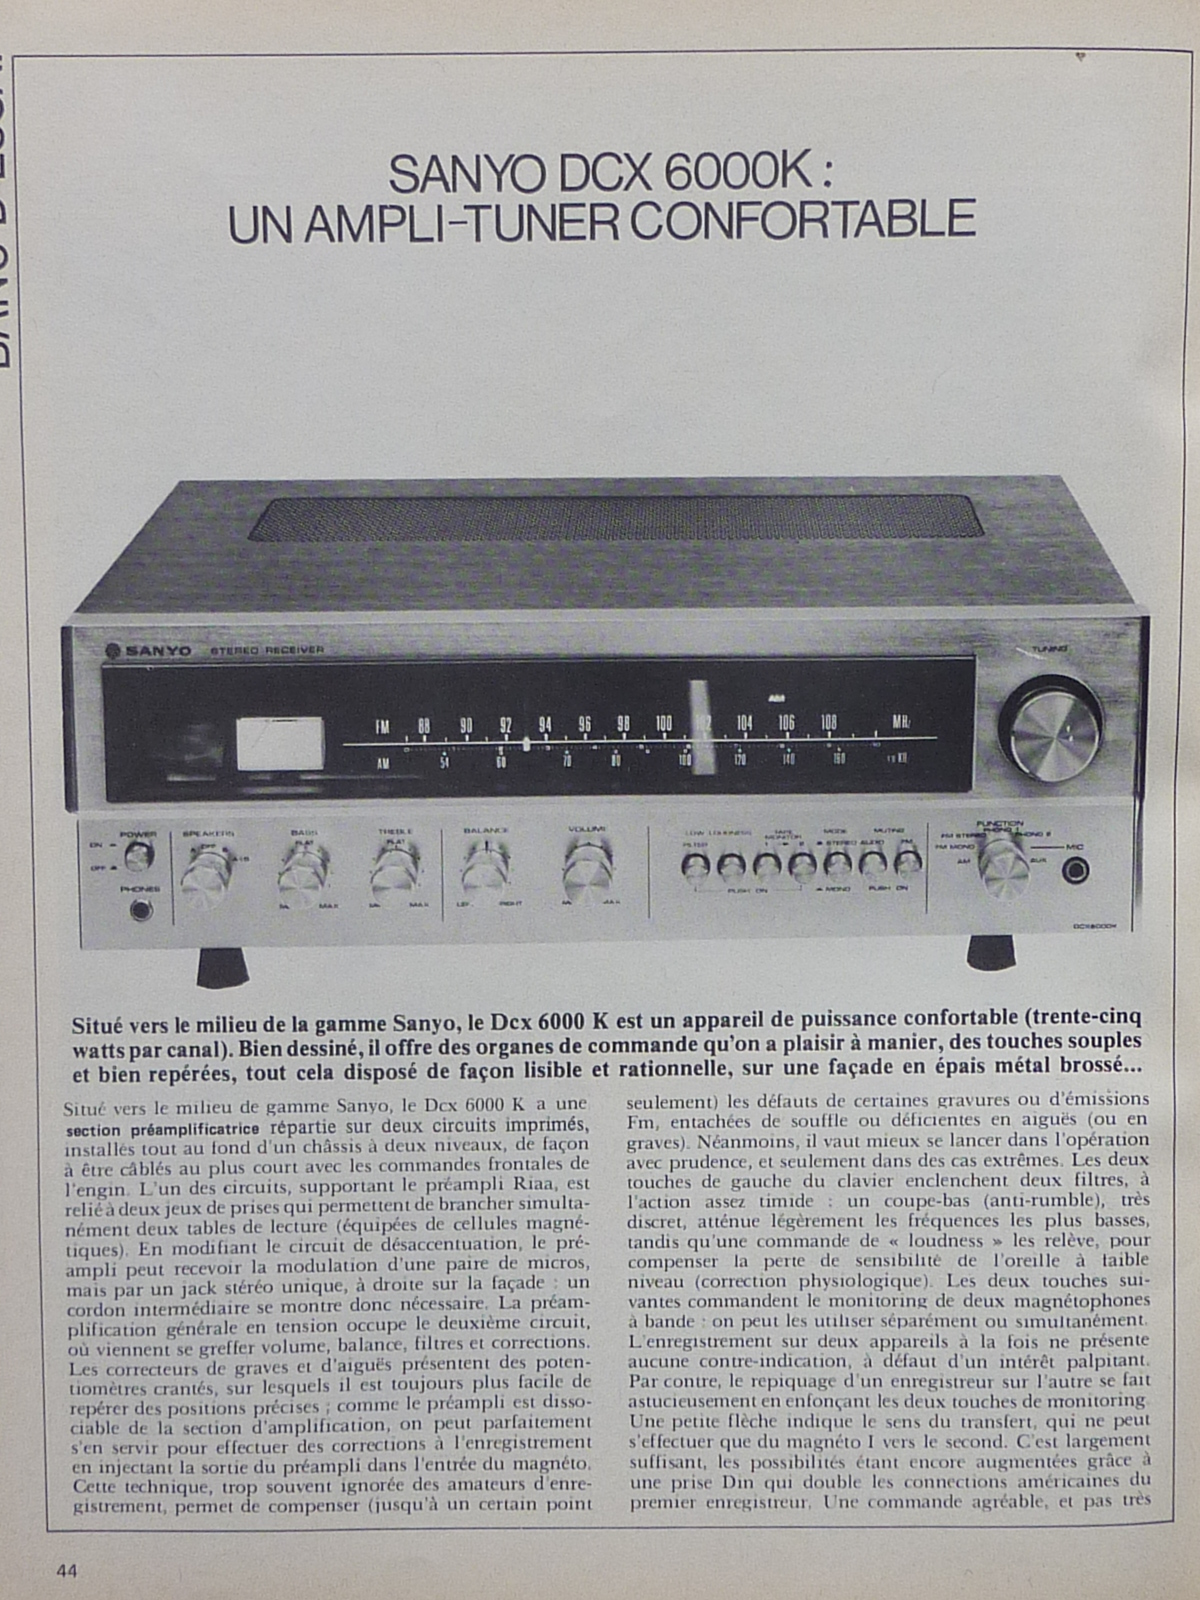 SANYO DCX 6000K :
UN AMPLI-TUNER CONFORTABLE
SANYO STEREO RECEIVER
TUNING
AM
FM 88 90 92 94 96 98 100 104 106 108 MHz
AM 54 60 70 80 100 120 140 160
POWER SPEAKERS BASS TREBLE BALANCE VOLUME LOW LOUDNESS TAPE MONITOR MODE MUTING FUNCTION
ON OFF FLAT FLAT FILTER I II STEREO AUDIO FM FM STEREO PHONO 1 PHONO 2
FM MONO MIC
OFF AM AUX
PHONES PUSH ON MONO PUSH ON
MAX MAX RIGHT MAX
DCX6000K
Situé vers le milieu de la gamme Sanyo, le Dcx 6000 K est un appareil de puissance confortable (trente-cinq
watts par canal). Bien dessiné, il offre des organes de commande qu'on a plaisir à manier, des touches souples
et bien repérées, tout cela disposé de façon lisible et rationnelle, sur une façade en épais métal brossé...
Situé vers le milieu de gamme Sanyo, le Dcx 6000 K a une
section préamplificatrice répartie sur deux circuits imprimés,
installés tout au fond d'un châssis à deux niveaux, de façon
à être câblés au plus court avec les commandes frontales de
l'engin. L'un des circuits, supportant le préampli Riaa, est
relié à deux jeux de prises qui permettent de brancher simulta-
nément deux tables de lecture (équipées de cellules magné-
tiques). En modifiant le circuit de désaccentuation, le pré-
ampli peut recevoir la modulation d'une paire de micros,
mais par un jack stéréo unique, à droite sur la façade : un
cordon intermédiaire se montre donc nécessaire. La préam-
plification générale en tension occupe le deuxième circuit,
où viennent se greffer volume, balance, filtres et corrections.
Les correcteurs de graves et d'aiguës présentent des poten-
tiomètres crantés, sur lesquels il est toujours plus facile de
repérer des positions précises ; comme le préampli est disso-
ciable de la section d'amplification, on peut parfaitement
s'en servir pour effectuer des corrections à l'enregistrement
en injectant la sortie du préampli dans l'entrée du magnéto.
Cette technique, trop souvent ignorée des amateurs d'enre-
gistrement, permet de compenser (jusqu'à un certain point
seulement) les défauts de certaines gravures ou d'émissions
Fm, entachées de souffle ou déficientes en aiguës (ou en
graves). Néanmoins, il vaut mieux se lancer dans l'opération
avec prudence, et seulement dans des cas extrêmes. Les deux
touches de gauche du clavier enclenchent deux filtres, à
l'action assez timide : un coupe-bas (anti-rumble), très
discret, atténue légèrement les fréquences les plus basses,
tandis qu'une commande de « loudness » les relève, pour
compenser la perte de sensibilité de l'oreille à faible
niveau (correction physiologique). Les deux touches sui-
vantes commandent le monitoring de deux magnétophones
à bande : on peut les utiliser séparément ou simultanément.
L'enregistrement sur deux appareils à la fois ne présente
aucune contre-indication, à défaut d'un intérêt palpitant.
Par contre, le repiquage d'un enregistreur sur l'autre se fait
astucieusement en enfonçant les deux touches de monitoring.
Une petite flèche indique le sens du transfert, qui ne peut
s'effectuer que du magnéto I vers le second. C'est largement
suffisant, les possibilités étant encore augmentées grâce à
une prise Din qui double les connections américaines du
premier enregistreur. Une commande agréable, et pas très
44